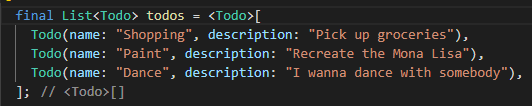 final List<Todo> todos = <Todo>[
  Todo(name: "Shopping", description: "Pick up groceries"),
  Todo(name: "Paint", description: "Recreate the Mona Lisa"),
  Todo(name: "Dance", description: "I wanna dance with somebody"),
]; // <Todo>[]